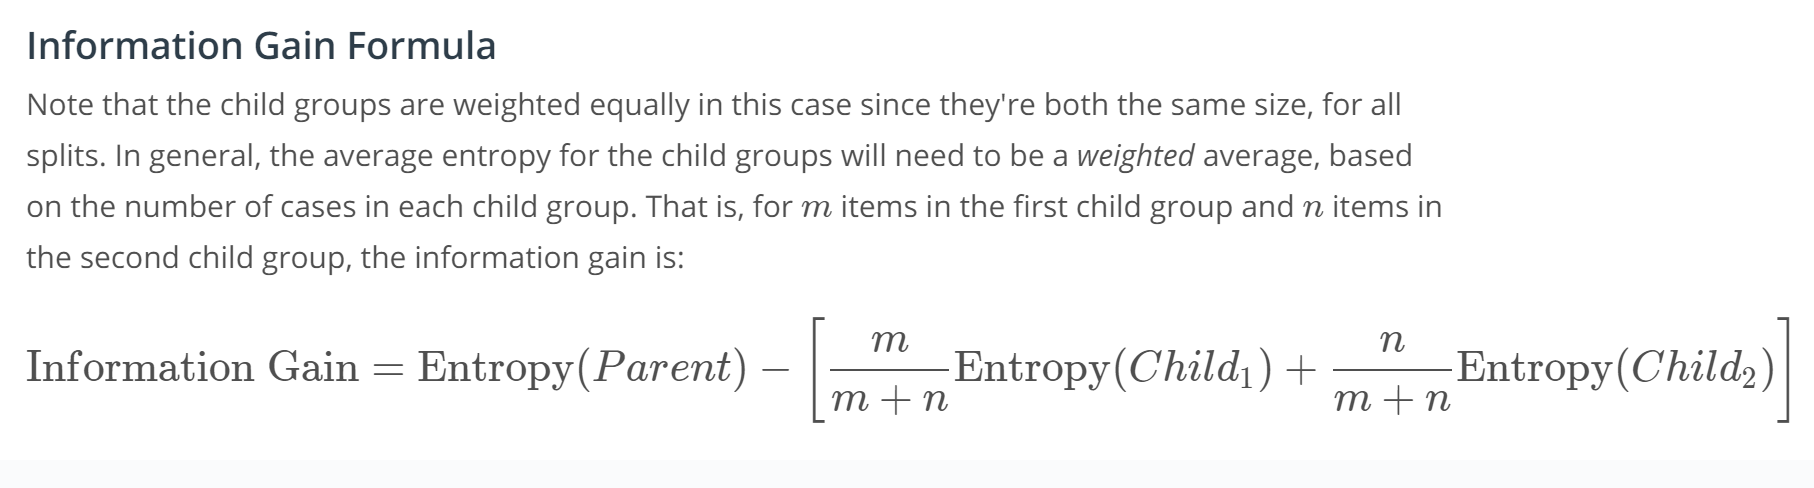 Information Gain Formula
Note that the child groups are weighted equally in this case since they're both the same size, for all
splits. In general, the average entropy for the child groups will need to be a weighted average, based
on the number of cases in each child group. That is, for m items in the first child group and n items in
the second child group, the information gain is:
Information Gain = Entropy(Parent) − [ m/(m + n) Entropy(Child₁) + n/(m + n) Entropy(Child₂) ]